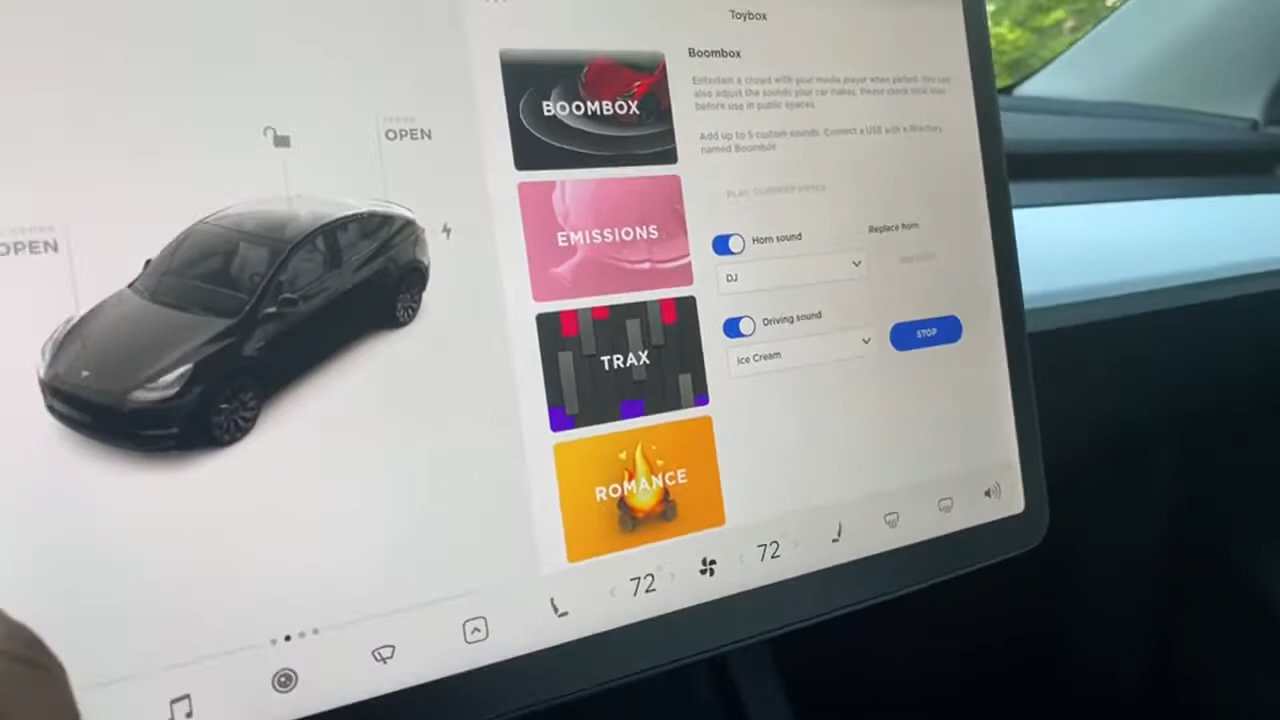 Toybox
OPEN
OPEN
BOOMBOX
EMISSIONS
TRAX
ROMANCE
Boombox
Entertain a crowd with your media player when parked. You can
also adjust the sounds your car makes. Please check local laws
before use in public spaces.
Add up to 5 custom sounds. Connect a USB with a directory
named Boombox
PLAY CURRENT MEDIA
Horn sound
Replace horn
DJ
Driving sound
Ice Cream
STOP
72
72